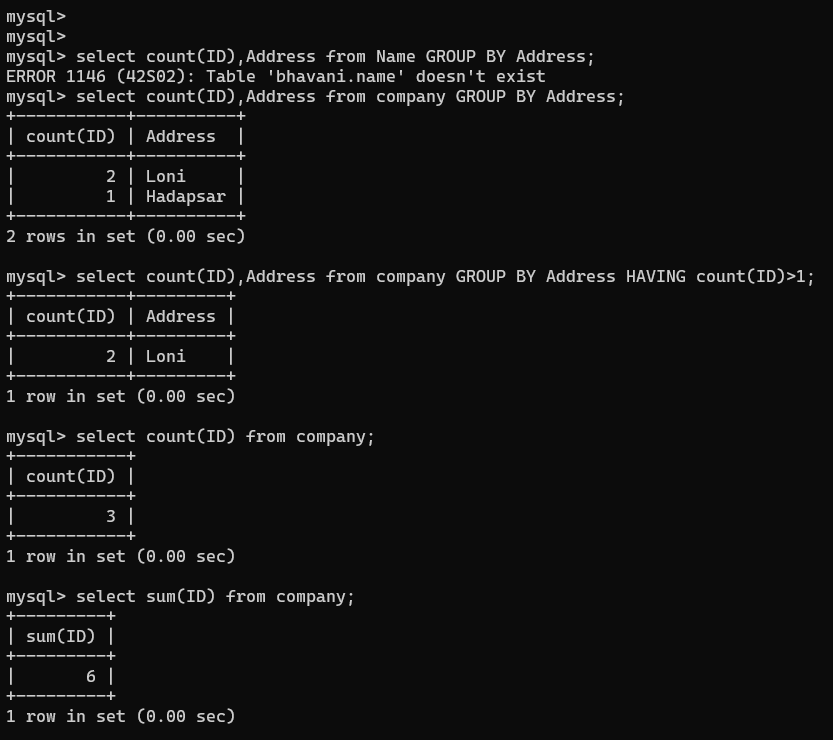 mysql>
mysql>
mysql> select count(ID),Address from Name GROUP BY Address;
ERROR 1146 (42S02): Table 'bhavani.name' doesn't exist
mysql> select count(ID),Address from company GROUP BY Address;
+-----------+----------+
| count(ID) | Address  |
+-----------+----------+
|         2 | Loni     |
|         1 | Hadapsar |
+-----------+----------+
2 rows in set (0.00 sec)

mysql> select count(ID),Address from company GROUP BY Address HAVING count(ID)>1;
+-----------+---------+
| count(ID) | Address |
+-----------+---------+
|         2 | Loni    |
+-----------+---------+
1 row in set (0.00 sec)

mysql> select count(ID) from company;
+-----------+
| count(ID) |
+-----------+
|         3 |
+-----------+
1 row in set (0.00 sec)

mysql> select sum(ID) from company;
+---------+
| sum(ID) |
+---------+
|       6 |
+---------+
1 row in set (0.00 sec)